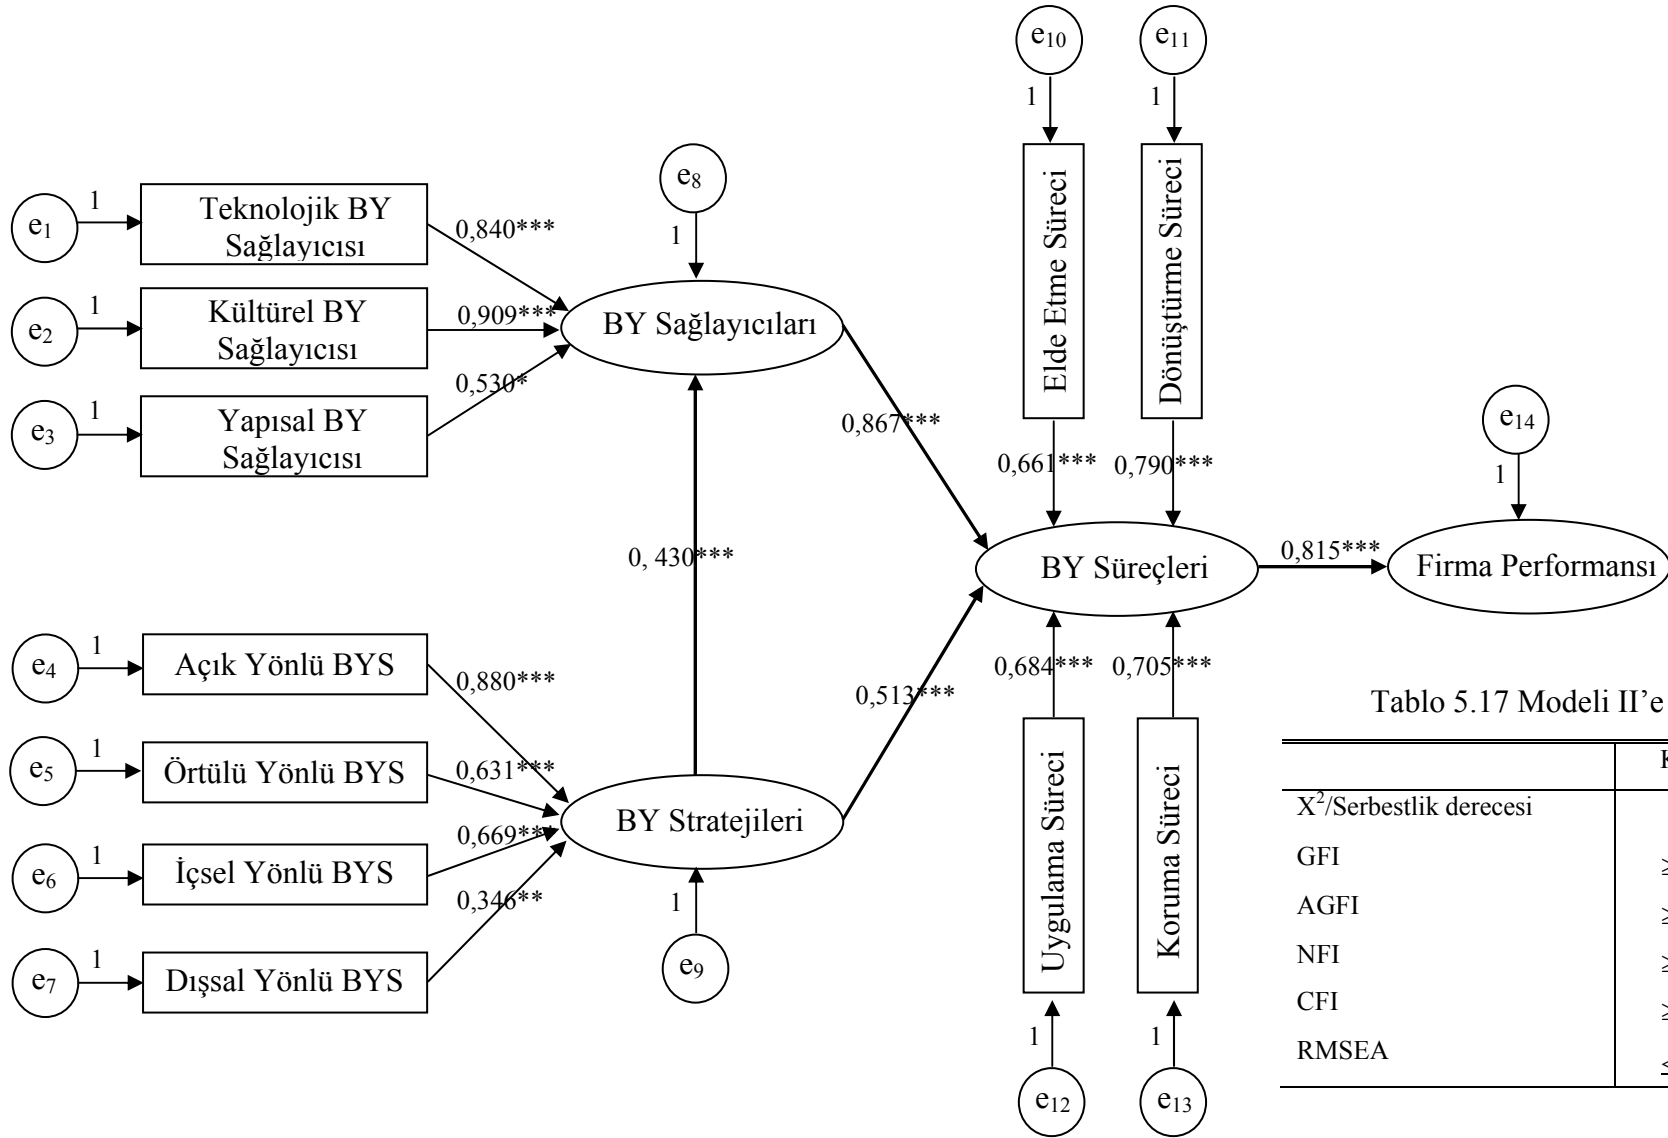 e10
e11
1
1
Elde Etme Süreci
Dönüştürme Süreci
e8
1
e1
1
Teknolojik BY
Sağlayıcısı
0,840***
e2
1
Kültürel BY
Sağlayıcısı
0,909***
BY Sağlayıcıları
e3
1
Yapısal BY
Sağlayıcısı
0,530*
0,867***
0,661***
0,790***
e14
1
0, 430***
BY Süreçleri
0,815***
Firma Performansı
e4
1
Açık Yönlü BYS
0,880***
0,513***
0,684***
0,705***
e5
1
Örtülü Yönlü BYS
0,631***
BY Stratejileri
e6
1
İçsel Yönlü BYS
0,669***
e7
1
Dışsal Yönlü BYS
0,346**
1
e9
Uygulama Süreci
Koruma Süreci
1
1
e12
e13
Tablo 5.17 Modeli II’e
K
X²/Serbestlik derecesi
GFI
≥
AGFI
≥
NFI
≥
CFI
≥
RMSEA
≤